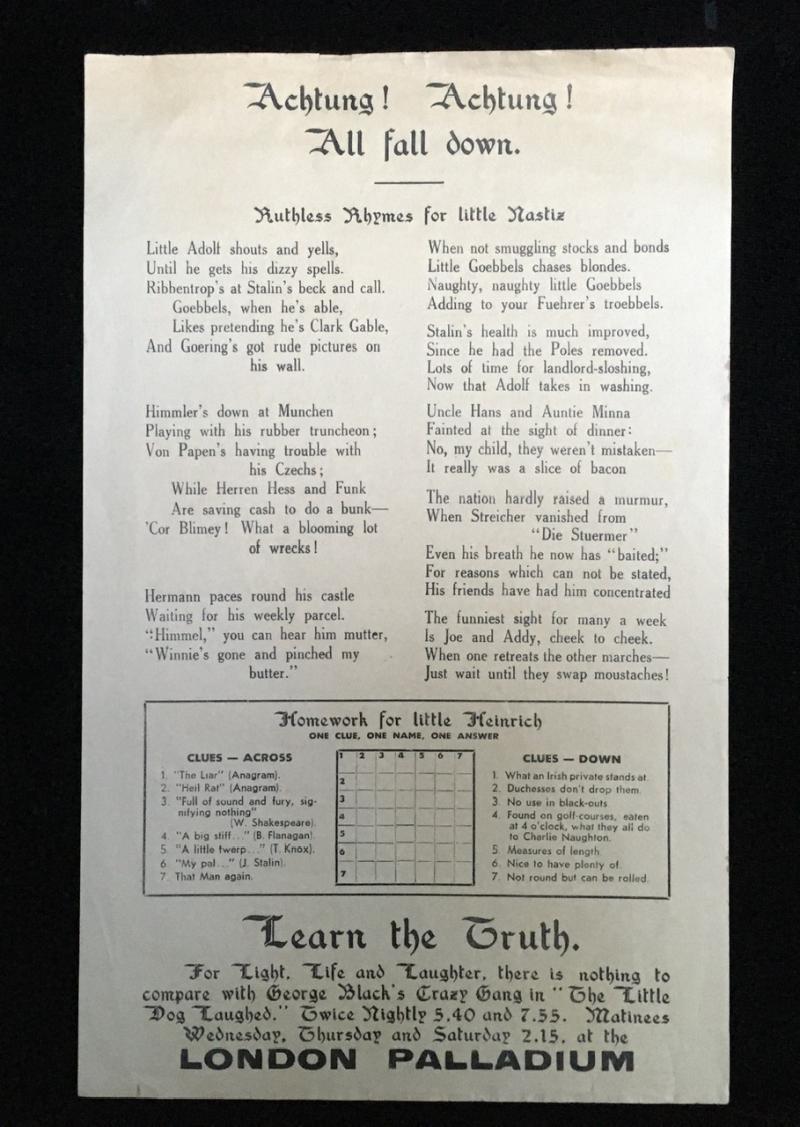 Achtung! Achtung!
All fall down.
Ruthless Rhymes for little Nastiz
Little Adolf shouts and yells,
Until he gets his dizzy spells.
Ribbentrop's at Stalin's beck and call.
Goebbels, when he's able,
Likes pretending he's Clark Gable,
And Goering's got rude pictures on
his wall.
Himmler's down at Munchen
Playing with his rubber truncheon;
Von Papen's having trouble with
his Czechs;
While Herren Hess and Funk
Are saving cash to do a bunk—
'Cor Blimey! What a blooming lot
of wrecks!
Hermann paces round his castle
Waiting for his weekly parcel.
"Himmel," you can hear him mutter,
"Winnie's gone and pinched my
butter."
When not smuggling stocks and bonds
Little Goebbels chases blondes.
Naughty, naughty little Goebbels
Adding to your Fuehrer's troebbels.
Stalin's health is much improved,
Since he had the Poles removed.
Lots of time for landlord-sloshing,
Now that Adolf takes in washing.
Uncle Hans and Auntie Minna
Fainted at the sight of dinner:
No, my child, they weren't mistaken—
It really was a slice of bacon
The nation hardly raised a murmur,
When Streicher vanished from
"Die Stuermer"
Even his breath he now has "baited;"
For reasons which can not be stated,
His friends have had him concentrated
The funniest sight for many a week
Is Joe and Addy, cheek to cheek.
When one retreats the other marches—
Just wait until they swap moustaches!
Homework for little Heinrich
ONE CLUE, ONE NAME, ONE ANSWER
CLUES — ACROSS
1. "The Liar" (Anagram).
2. "Heil Rat" (Anagram).
3. "Full of sound and fury, sig-
nifying nothing"
(W. Shakespeare).
4. "A big stiff..." (B. Flanagan).
5. "A little twerp..." (T. Knox).
6. "My pal..." (J. Stalin).
7. That Man again.
1 2 3 4 5 6 7
2
3
4
5
6
7
CLUES — DOWN
1. What an Irish private stands at.
2. Duchesses don't drop them.
3. No use in black-outs
4. Found on golf-courses, eaten
at 4 o'clock, what they all do
to Charlie Naughton.
5. Measures of length.
6. Nice to have plenty of.
7. Not round but can be rolled.
Learn the Truth.
For Light, Life and Laughter, there is nothing to
compare with George Black's Crazy Gang in "The Little
Dog Laughed." Twice Nightly 5.40 and 7.55. Matinees
Wednesday, Thursday and Saturday 2.15, at the
LONDON PALLADIUM